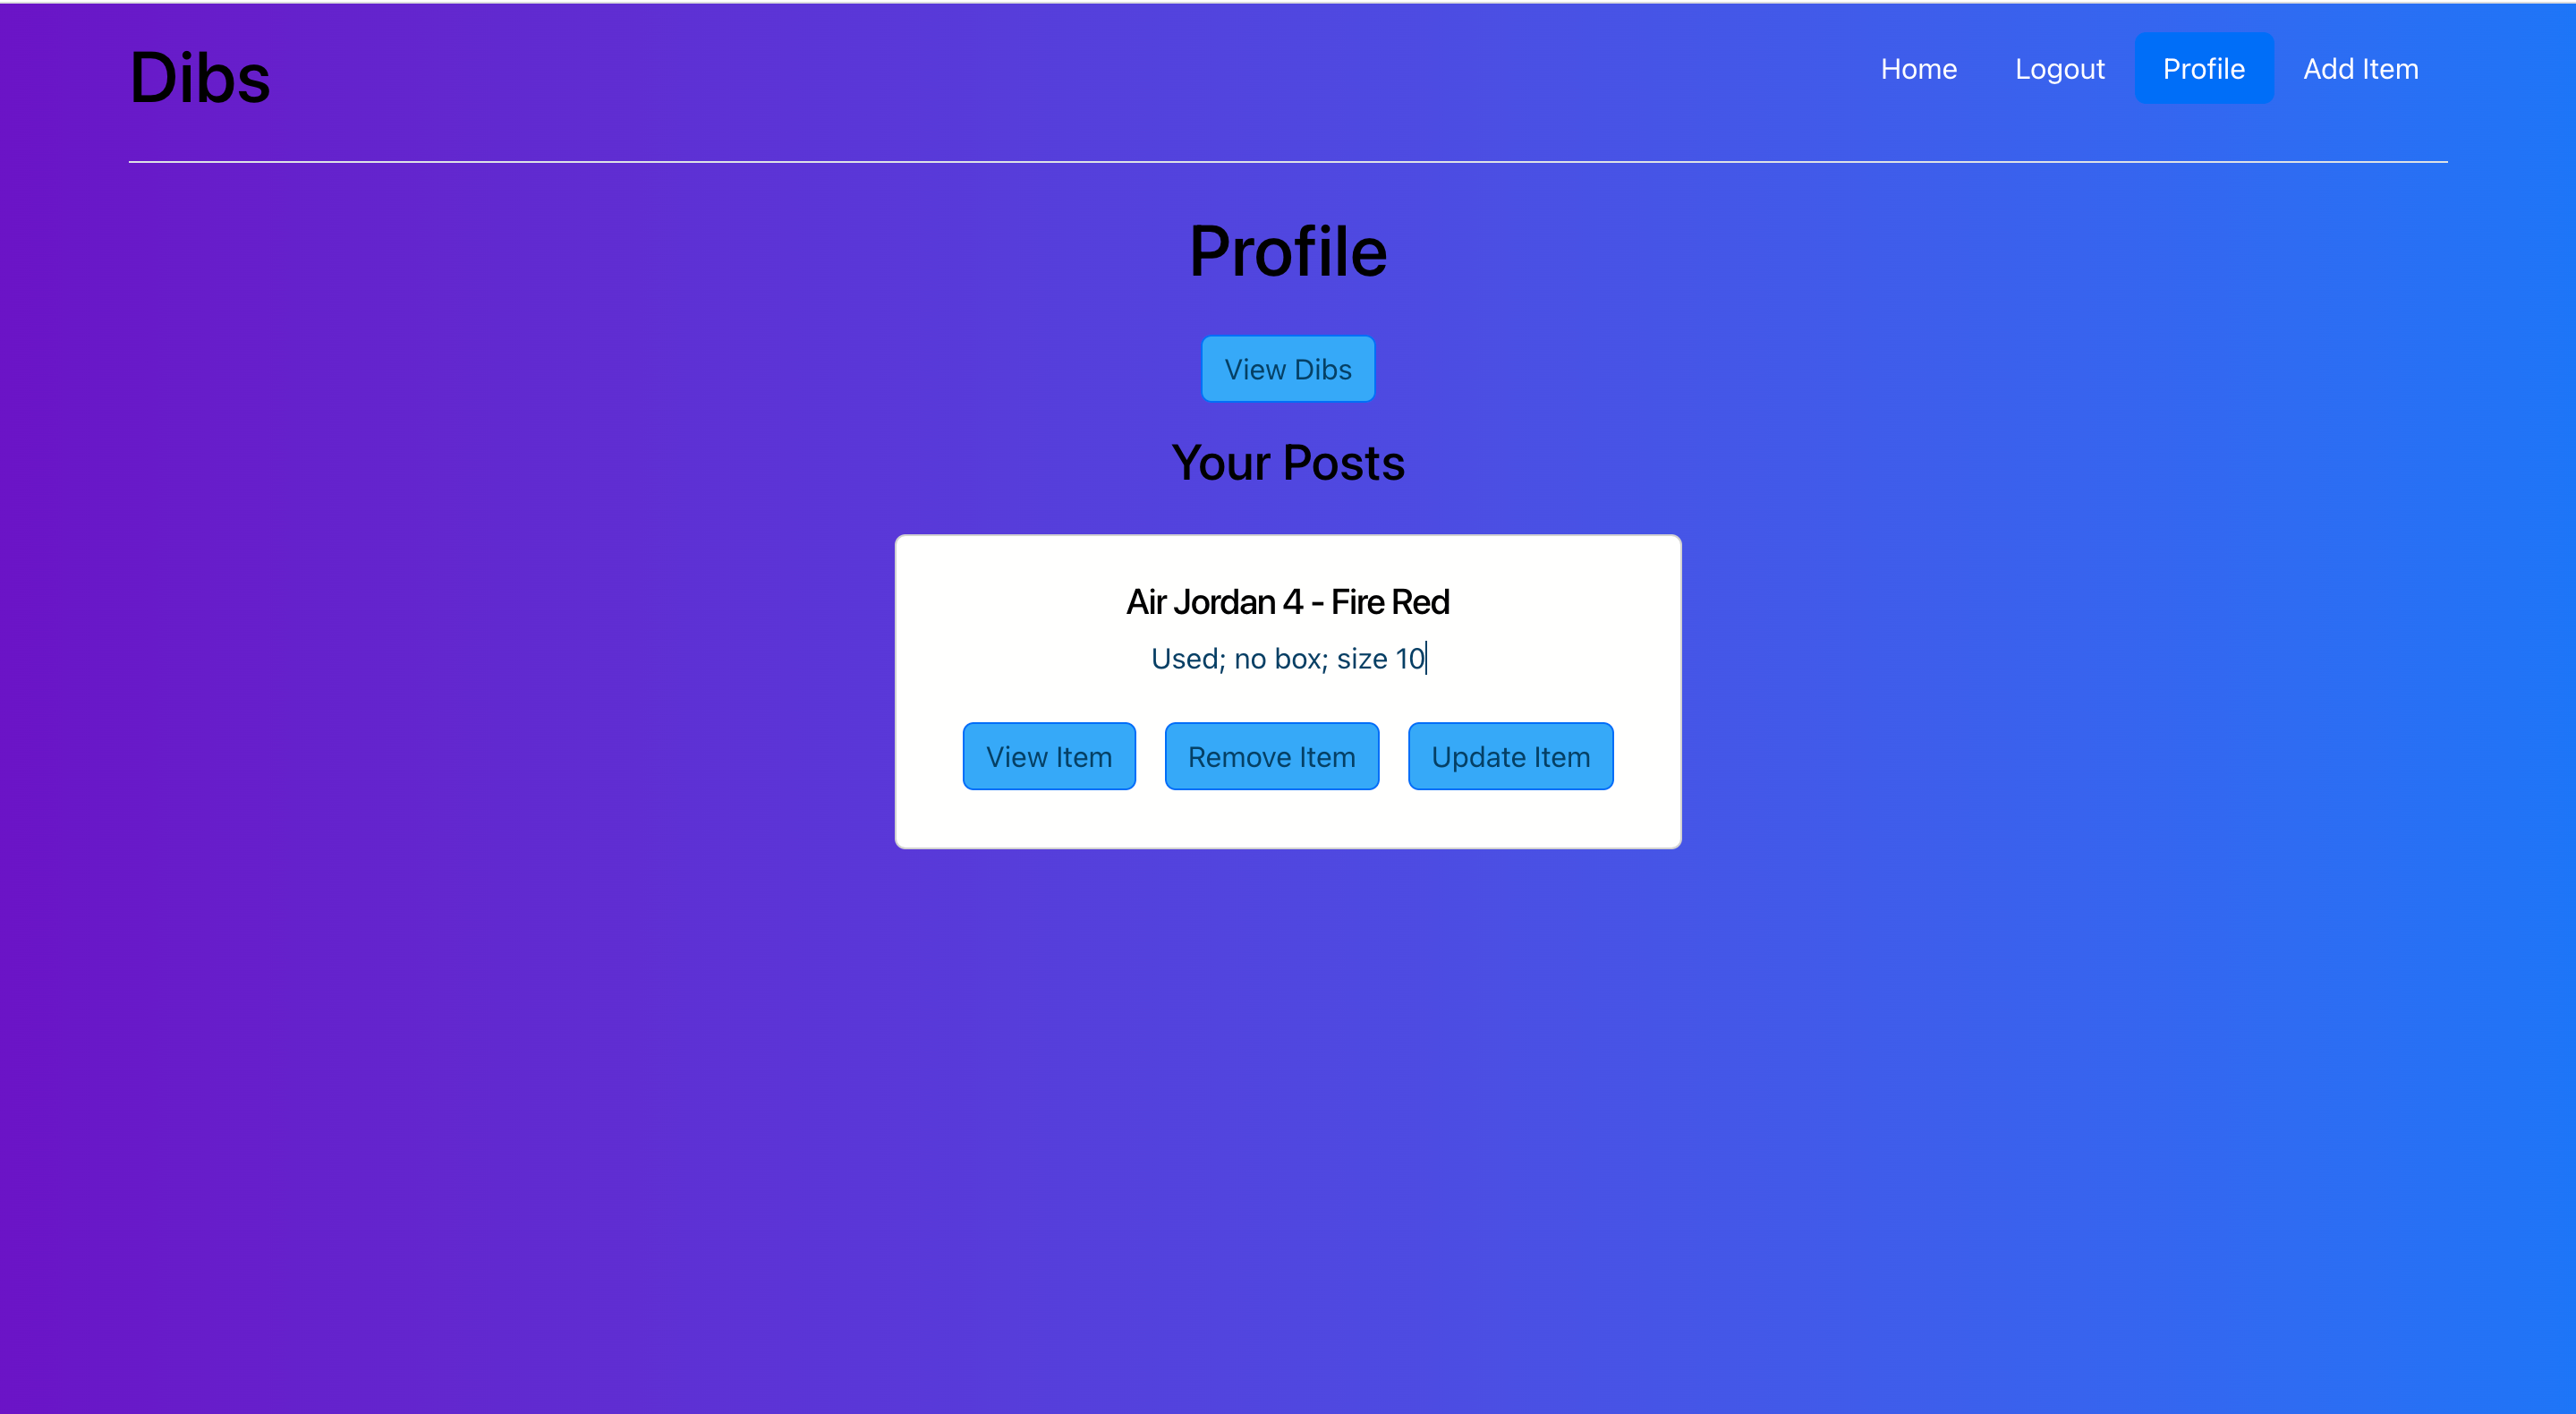 Dibs
Home Logout Profile Add Item
Profile
View Dibs
Your Posts
Air Jordan 4 - Fire Red
Used; no box; size 10
View Item Remove Item Update Item